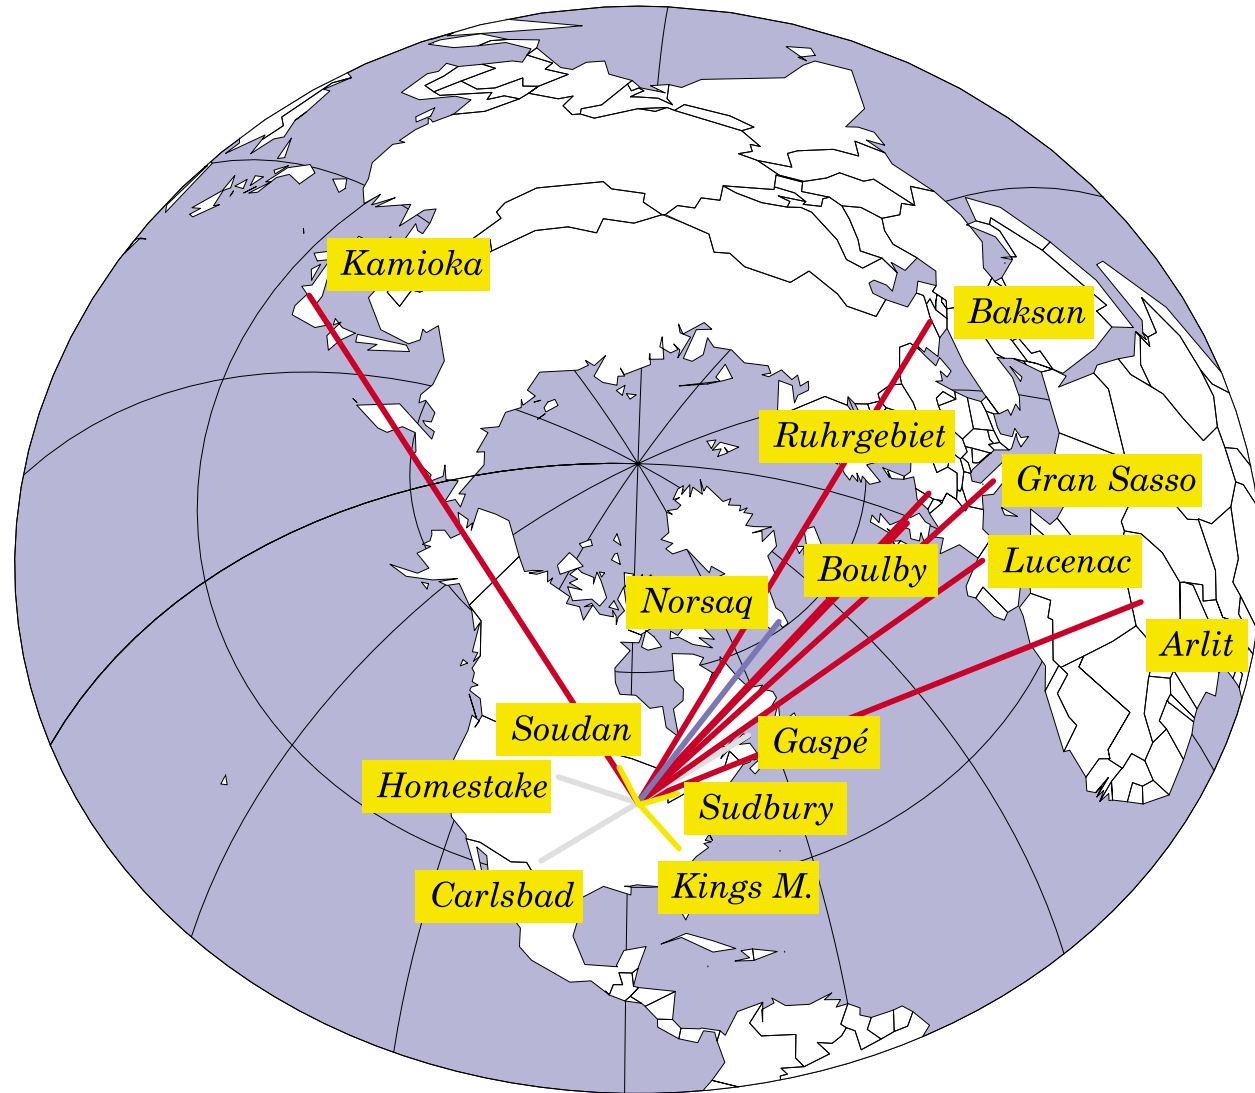 Kamioka
Baksan
Ruhrgebiet
Gran Sasso
Lucenac
Boulby
Norsaq
Arlit
Soudan
Gaspé
Homestake
Sudbury
Carlsbad
Kings M.